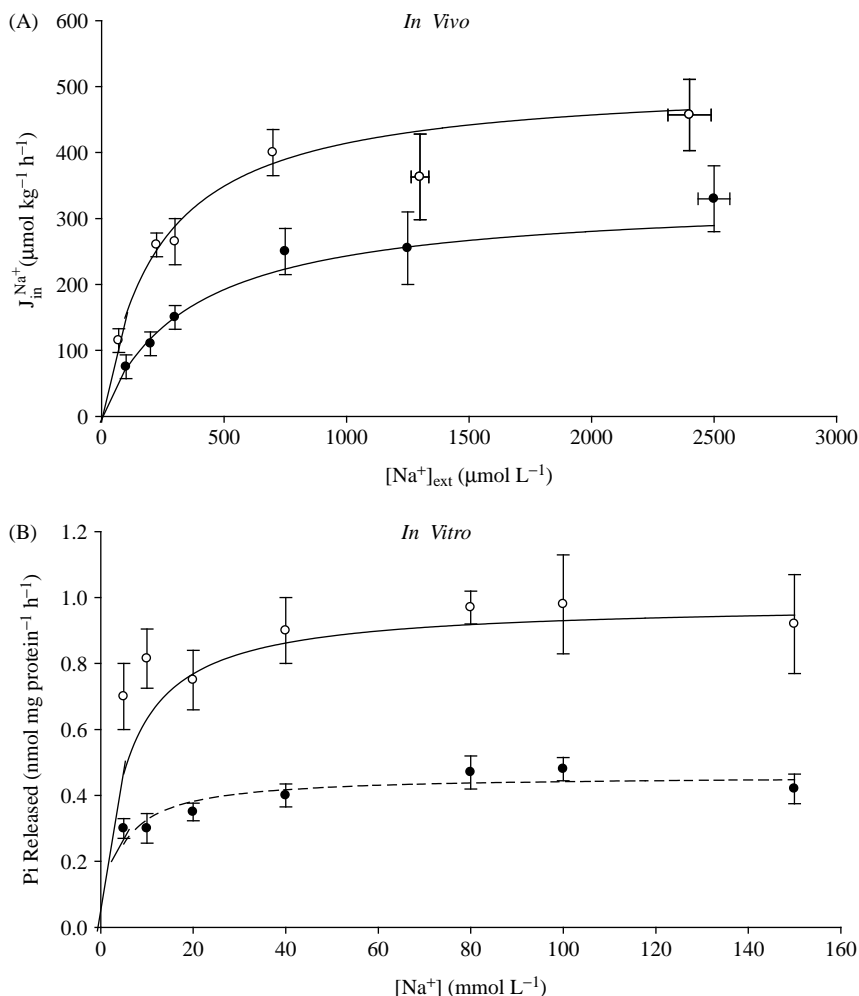 (A)
In Vivo
600
500
400
300
200
100
0
J_in^Na+ (μmol kg⁻¹ h⁻¹)
0 500 1000 1500 2000 2500 3000
[Na⁺]ext (μmol L⁻¹)
(B)
In Vitro
1.2
1.0
0.8
0.6
0.4
0.2
0.0
Pi Released (nmol mg protein⁻¹ h⁻¹)
0 20 40 60 80 100 120 140 160
[Na⁺] (mmol L⁻¹)